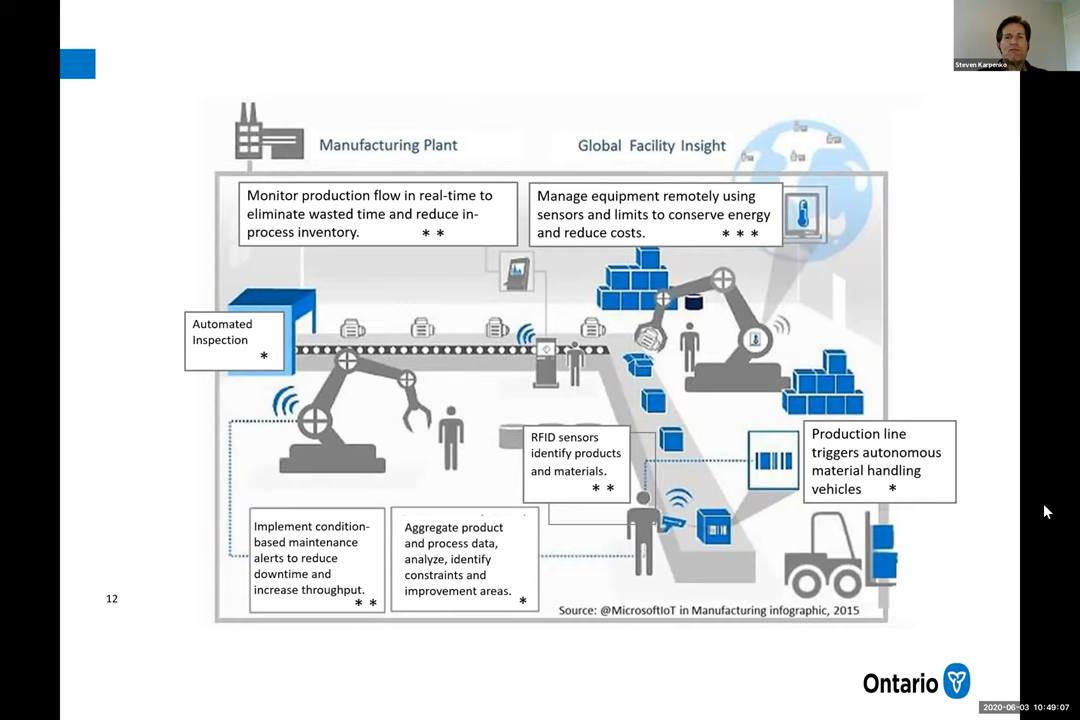 Steven Karpenko
Manufacturing Plant
Global Facility Insight
Monitor production flow in real-time to
eliminate wasted time and reduce in-
process inventory. * *
Manage equipment remotely using
sensors and limits to conserve energy
and reduce costs. * * *
Automated
Inspection
*
RFID sensors
identify products
and materials.
* *
Production line
triggers autonomous
material handling
vehicles *
Implement condition-
based maintenance
alerts to reduce
downtime and
increase throughput.
* *
Aggregate product
and process data,
analyze, identify
constraints and
improvement areas.
*
12
Source: @MicrosoftIoT in Manufacturing infographic, 2015
Ontario
2020-06-03 10:49:07